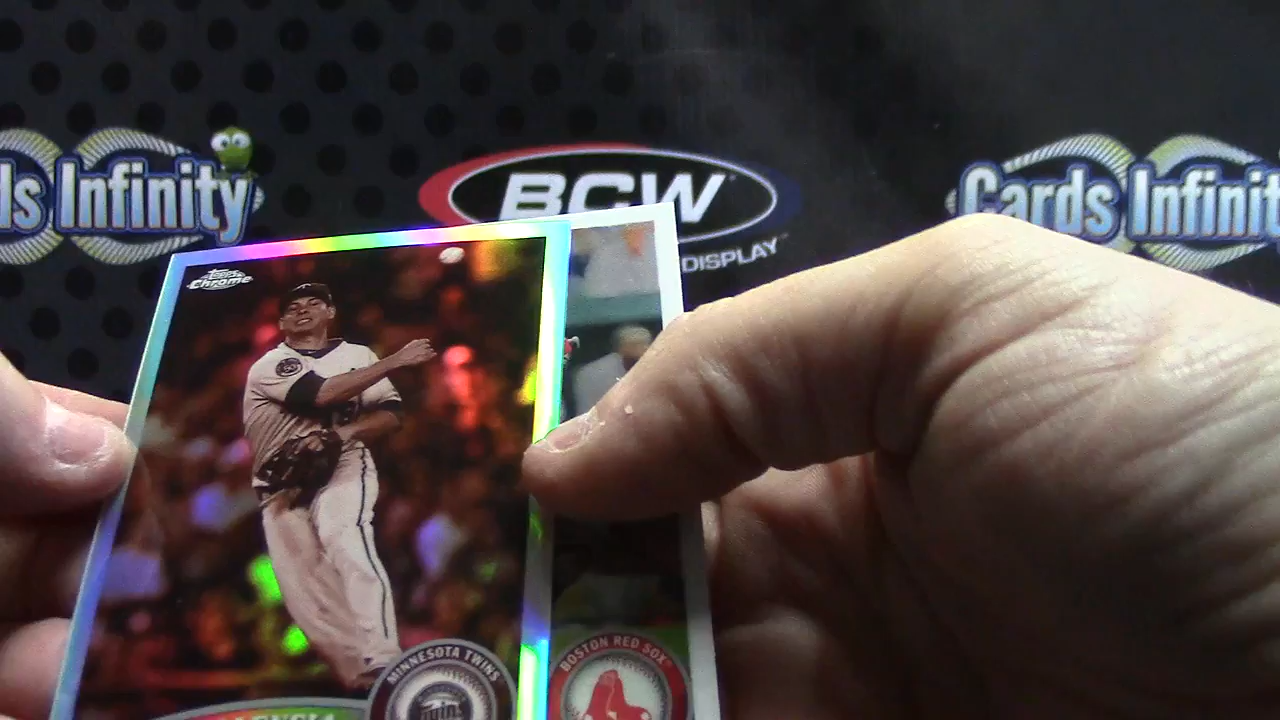 ds Infinity
BCW
DISPLAY
Cards Infinit
Topps
Chrome
MINNESOTA TWINS
BOSTON RED SOX